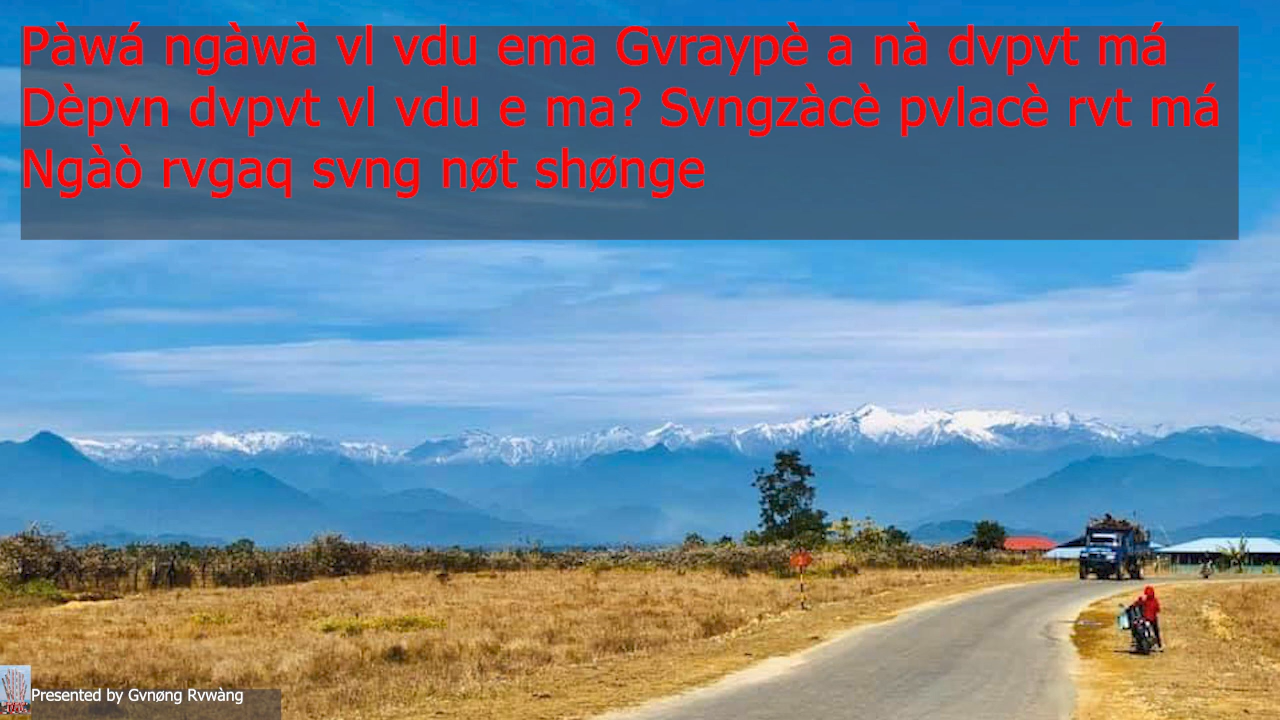 Pàwá ngàwà vl vdu ema Gvraypè a nà dvpvt má
Dèpvn dvpvt vl vdu e ma? Svngzàcè pvlacè rvt má
Ngàò rvgaq svng nøt shønge
Presented by Gvnøng Rvwàng